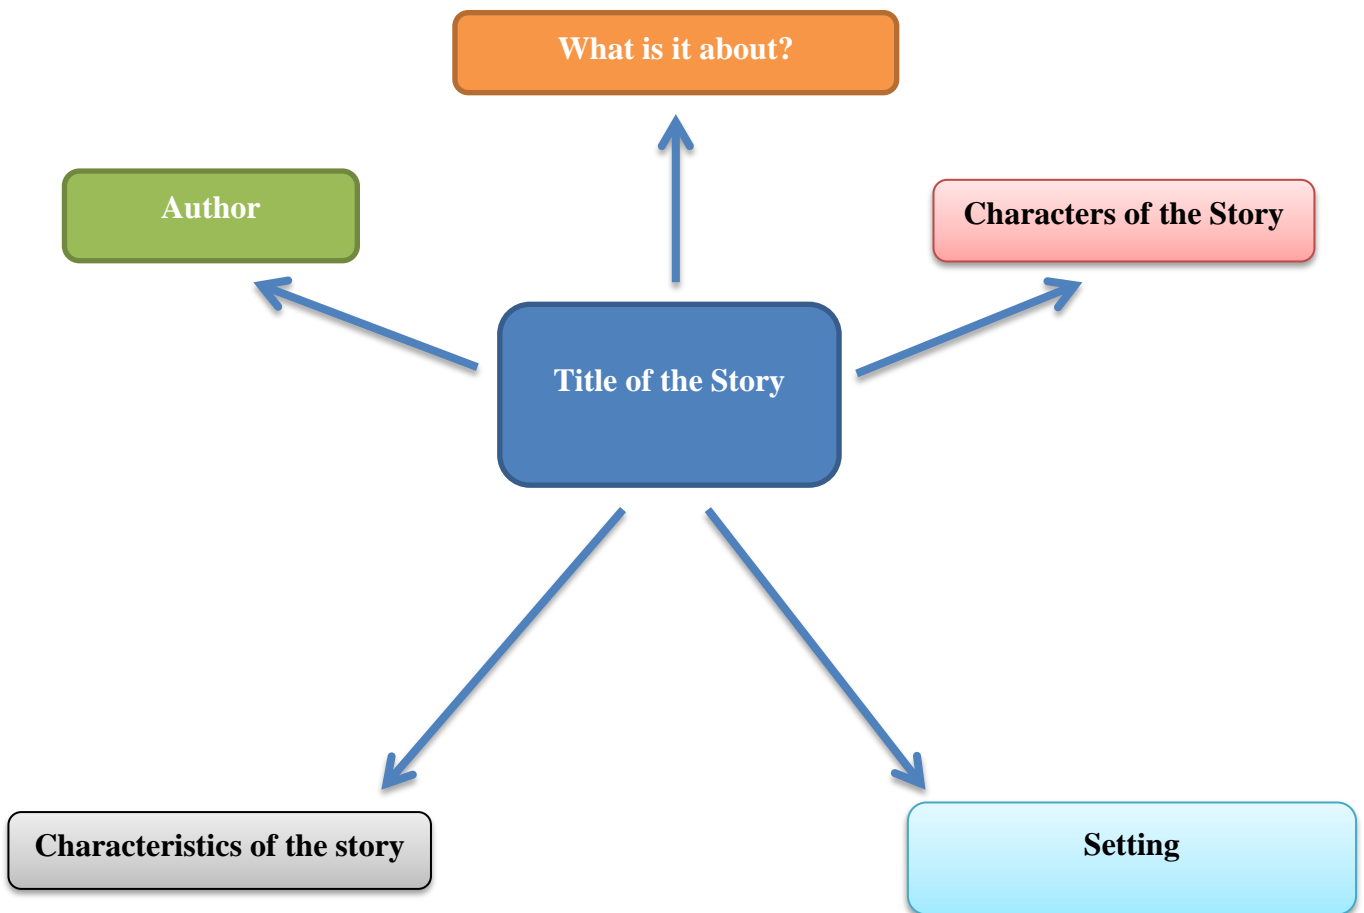 What is it about?
Author
Characters of the Story
Title of the Story
Characteristics of the story
Setting